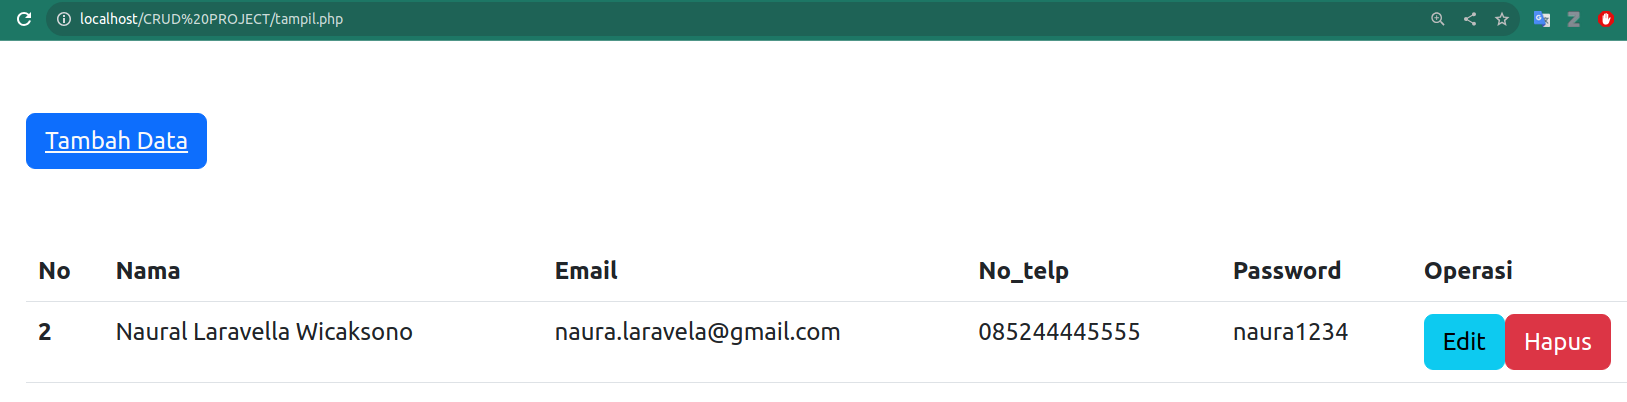 localhost/CRUD%20PROJECT/tampil.php
Tambah Data
No Nama Email No_telp Password Operasi
2 Naural Laravella Wicaksono naura.laravela@gmail.com 085244445555 naura1234 Edit Hapus